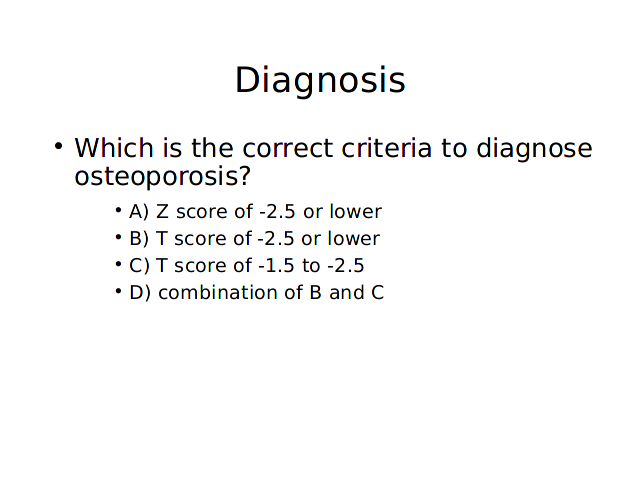 Diagnosis
• Which is the correct criteria to diagnose
osteoporosis?
• A) Z score of -2.5 or lower
• B) T score of -2.5 or lower
• C) T score of -1.5 to -2.5
• D) combination of B and C